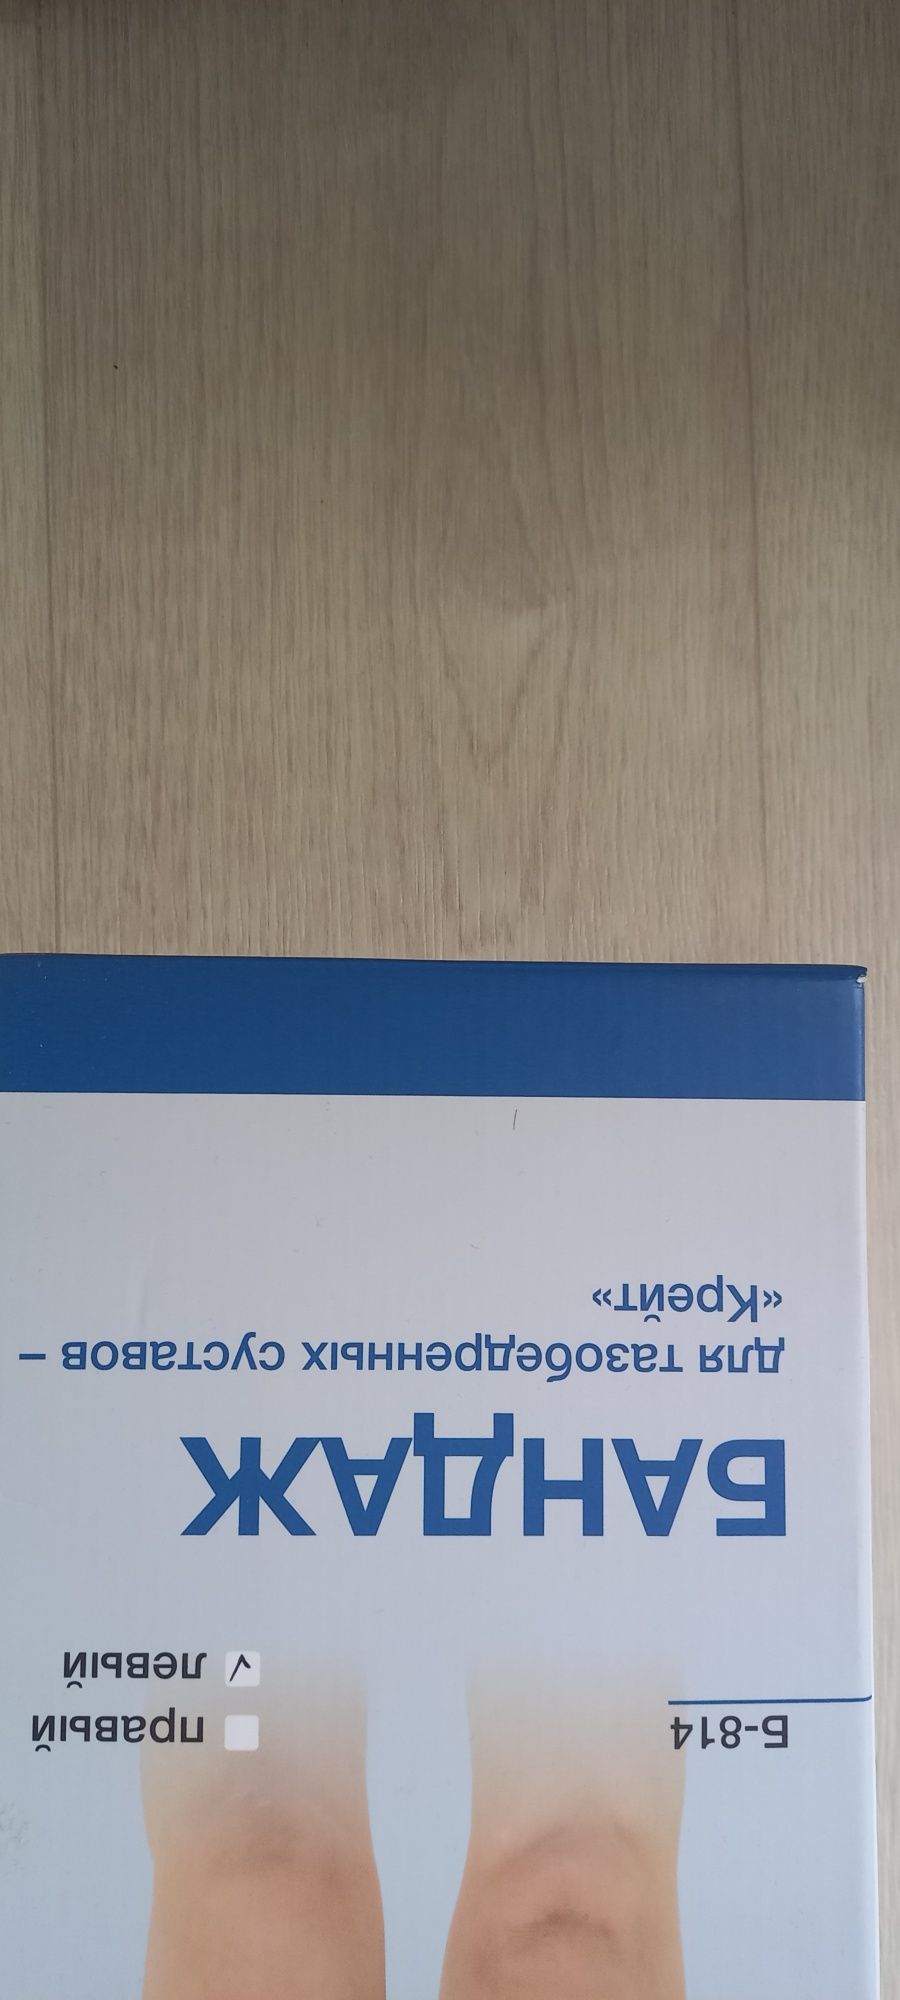 Б-814
правый
левый
БАНДАЖ
для тазобедренных суставов –
«Крейт»